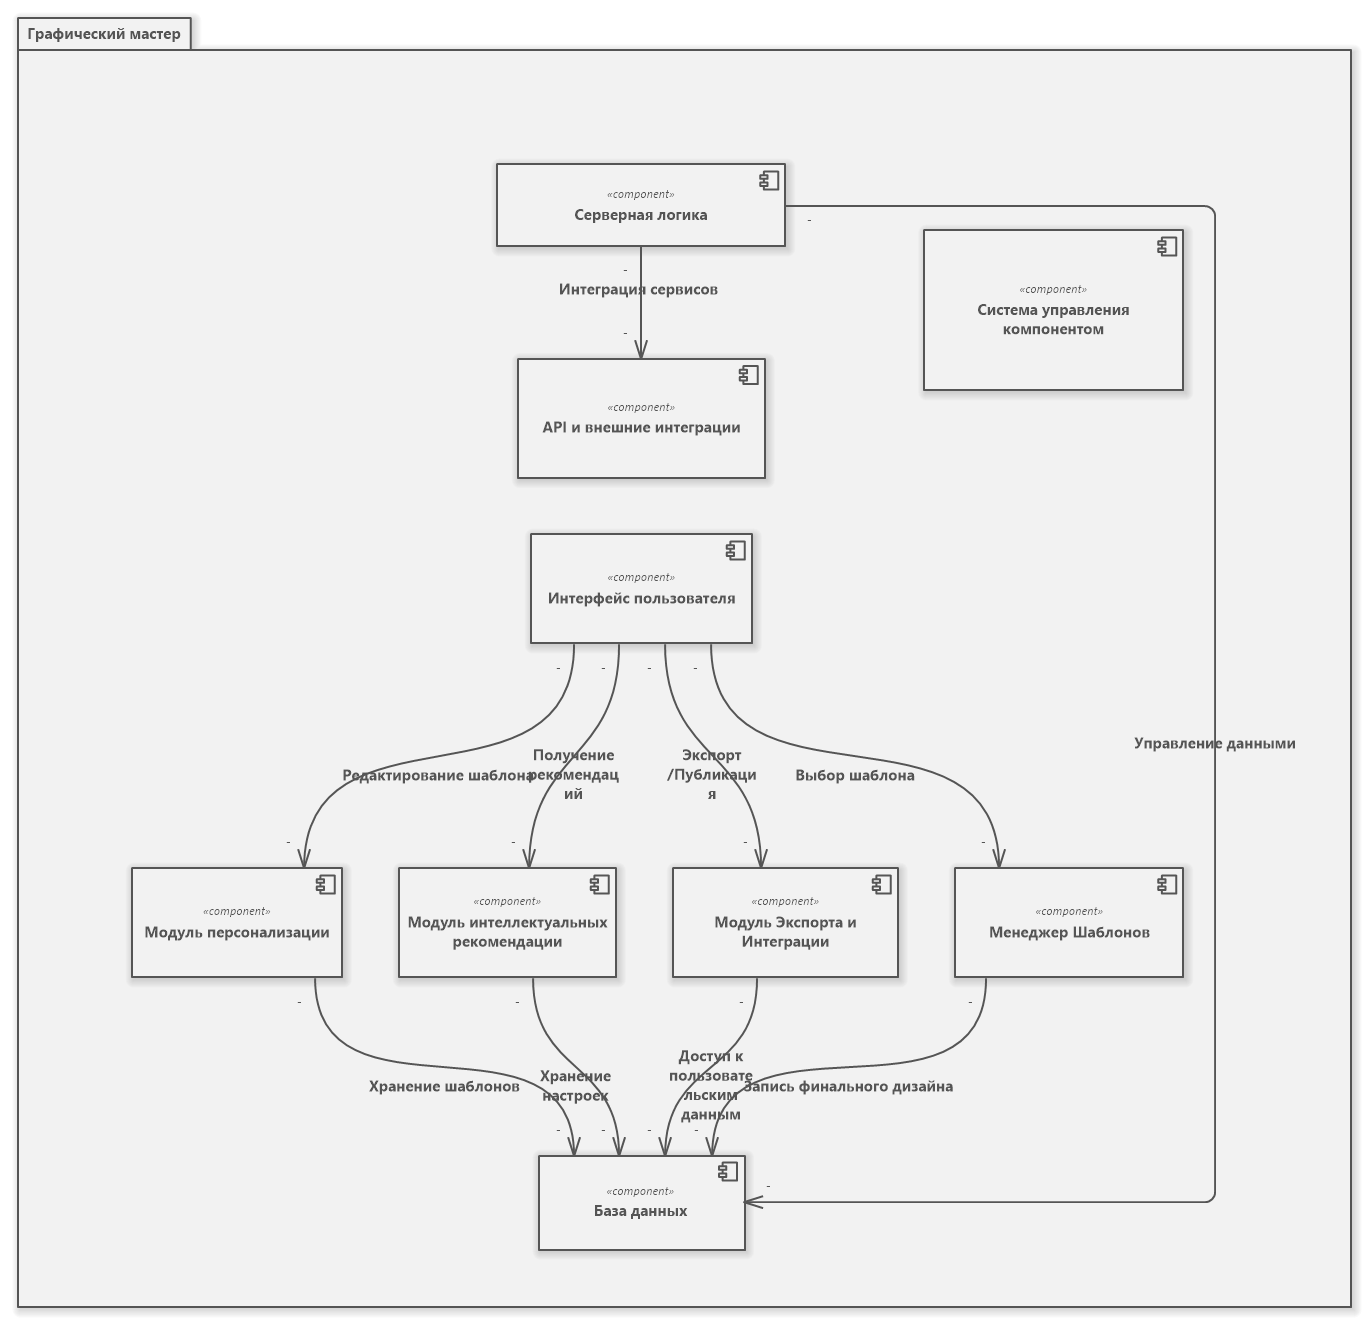 Графический мастер
«component»
Серверная логика
-
-
Интеграция сервисов
-
«component»
Система управления
компонентом
«component»
API и внешние интеграции
«component»
Интерфейс пользователя
-
-
-
-
Управление данными
Редактирование шаблона
Получение
рекомендац
ий
Экспорт
/Публикаци
я
Выбор шаблона
-
-
-
-
«component»
Модуль персонализации
«component»
Модуль интеллектуальных
рекомендации
«component»
Модуль Экспорта и
Интеграции
«component»
Менеджер Шаблонов
-
-
-
-
Хранение шаблонов
Хранение
настроек
Доступ к
пользовате
льским
данным
Запись финального дизайна
-
-
-
-
-
«component»
База данных